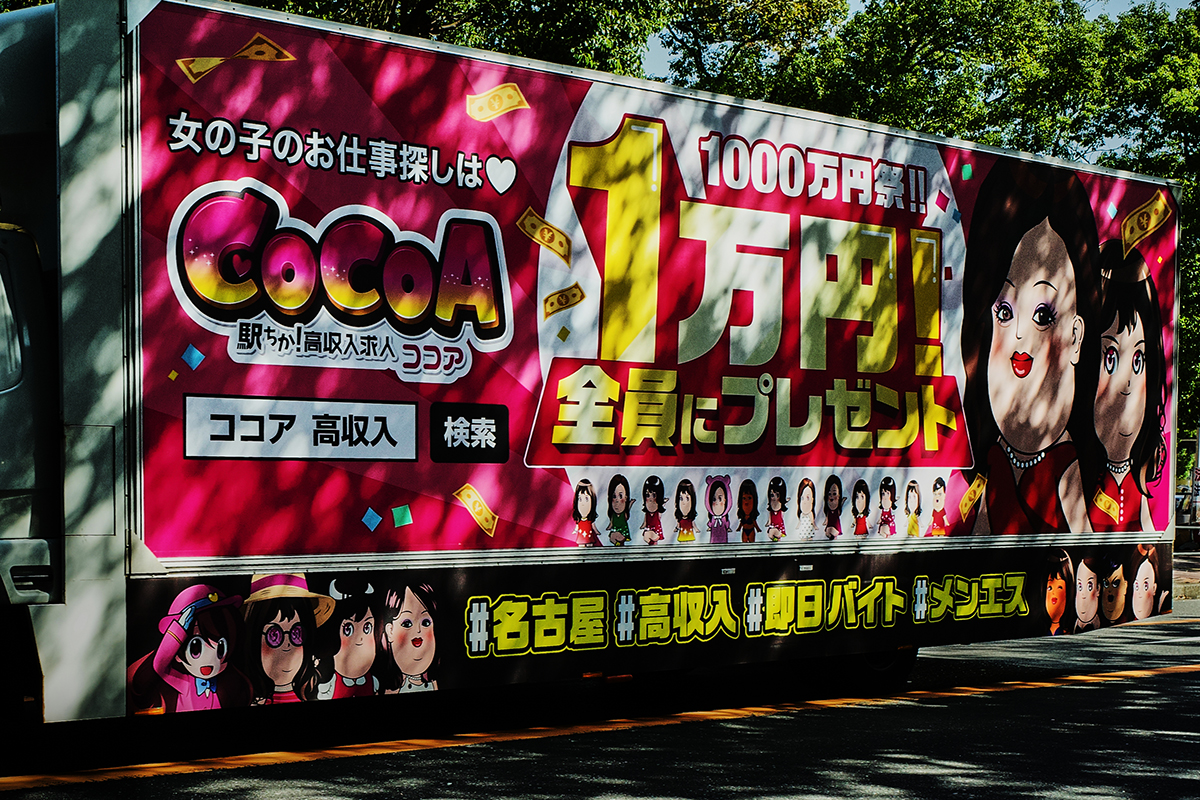 女の子のお仕事探しは♥
CoCoA
駅ちか!高収入求人 ココア
ココア 高収入 検索
1000万円祭!!
1万円!
全員にプレゼント
#名古屋 #高収入 #即日バイト #メンエス